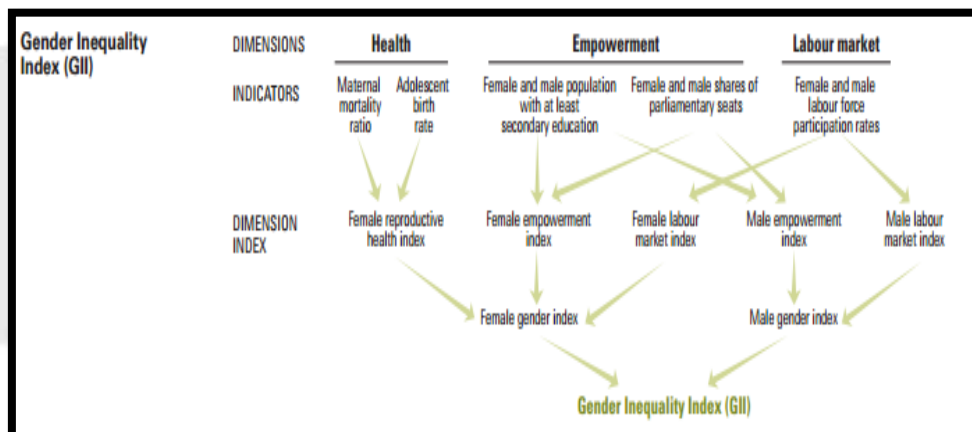 Gender Inequality
Index (GII)
DIMENSIONS
Health
Empowerment
Labour market
INDICATORS
Maternal
mortality
ratio
Adolescent
birth
rate
Female and male population
with at least
secondary education
Female and male shares of
parliamentary seats
Female and male
labour force
participation rates
DIMENSION
INDEX
Female reproductive
health index
Female empowerment
index
Female labour
market index
Male empowerment
index
Male labour
market index
Female gender index
Male gender index
Gender Inequality Index (GII)